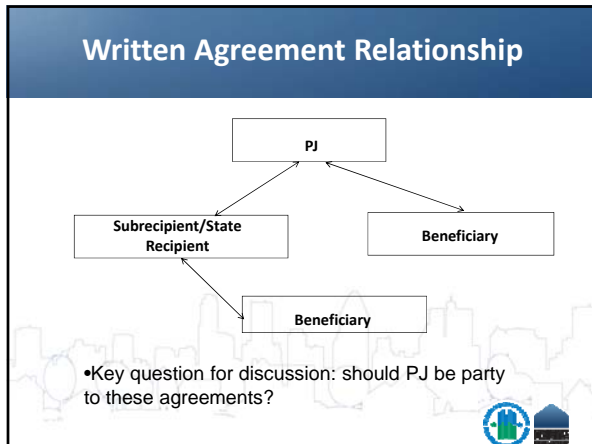 Written Agreement Relationship
PJ
Subrecipient/State
Recipient
Beneficiary
Beneficiary
•Key question for discussion: should PJ be party
to these agreements?